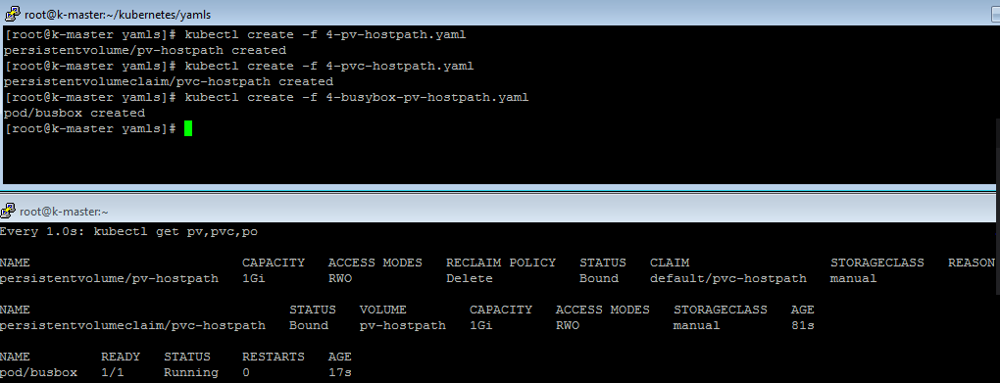 root@k-master:~/kubernetes/yamls
[root@k-master yamls]# kubectl create -f 4-pv-hostpath.yaml
persistentvolume/pv-hostpath created
[root@k-master yamls]# kubectl create -f 4-pvc-hostpath.yaml
persistentvolumeclaim/pvc-hostpath created
[root@k-master yamls]# kubectl create -f 4-busybox-pv-hostpath.yaml
pod/busbox created
[root@k-master yamls]#
root@k-master:~
Every 1.0s: kubectl get pv,pvc,po
NAME CAPACITY ACCESS MODES RECLAIM POLICY STATUS CLAIM STORAGECLASS REASON
persistentvolume/pv-hostpath 1Gi RWO Delete Bound default/pvc-hostpath manual
NAME STATUS VOLUME CAPACITY ACCESS MODES STORAGECLASS AGE
persistentvolumeclaim/pvc-hostpath Bound pv-hostpath 1Gi RWO manual 81s
NAME READY STATUS RESTARTS AGE
pod/busbox 1/1 Running 0 17s